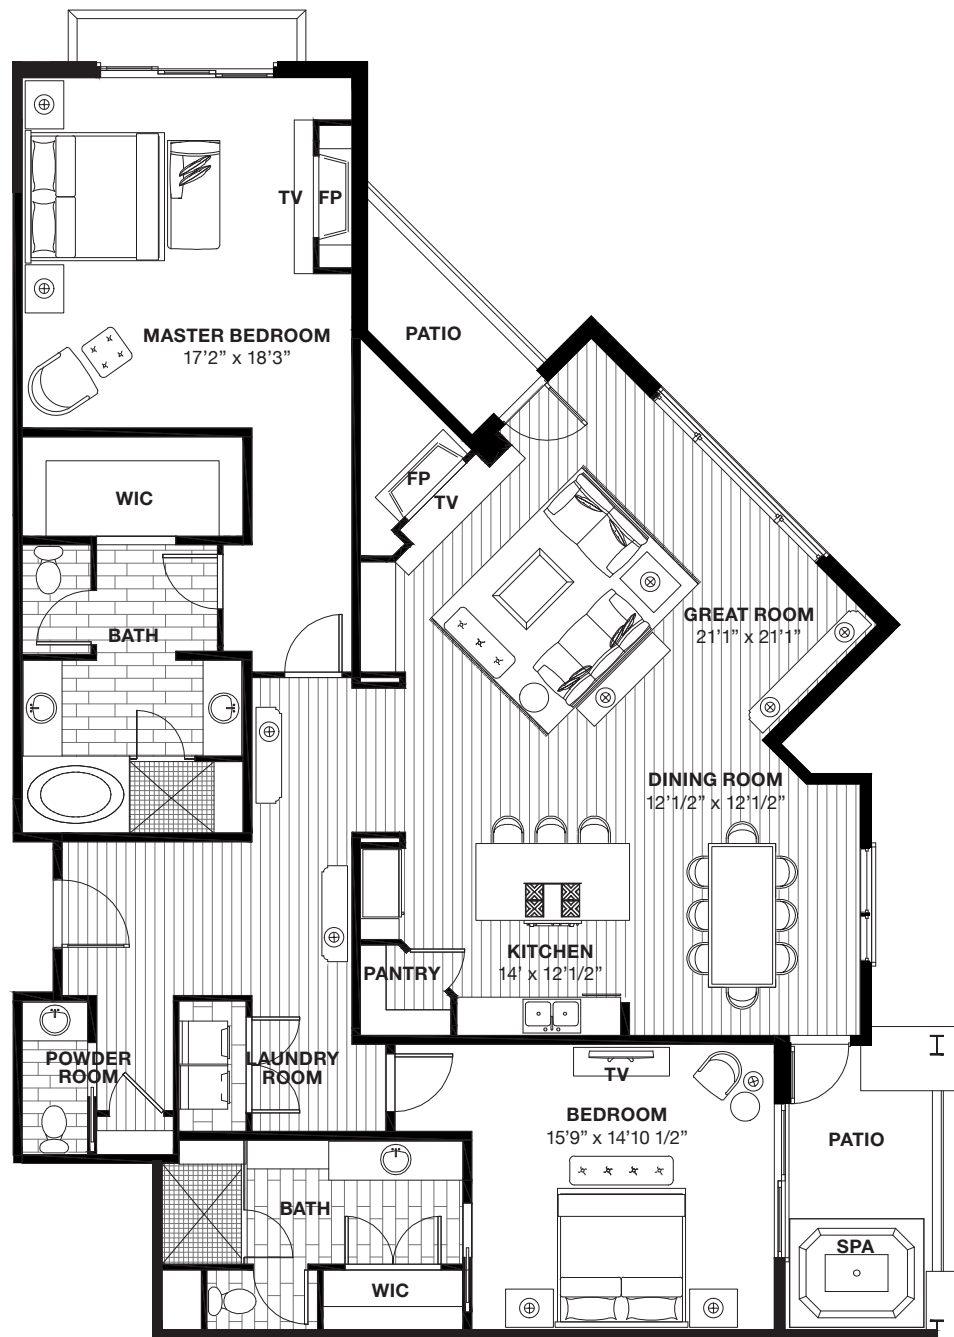 TV
FP
MASTER BEDROOM
17’2” x 18’3”
PATIO
WIC
FP
TV
BATH
GREAT ROOM
21’1” x 21’1”
DINING ROOM
12’1/2” x 12’1/2”
KITCHEN
14’ x 12’1/2”
PANTRY
POWDER
ROOM
LAUNDRY
ROOM
TV
BEDROOM
15’9” x 14’10 1/2”
PATIO
BATH
SPA
WIC